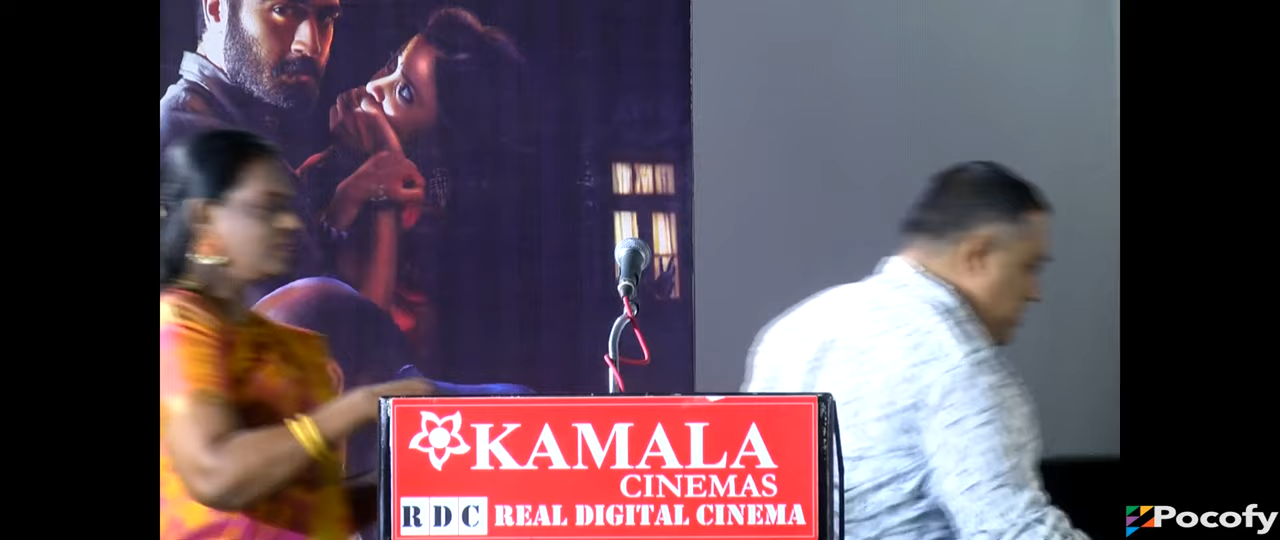 KAMALA
CINEMAS
RDC REAL DIGITAL CINEMA
Pocofy